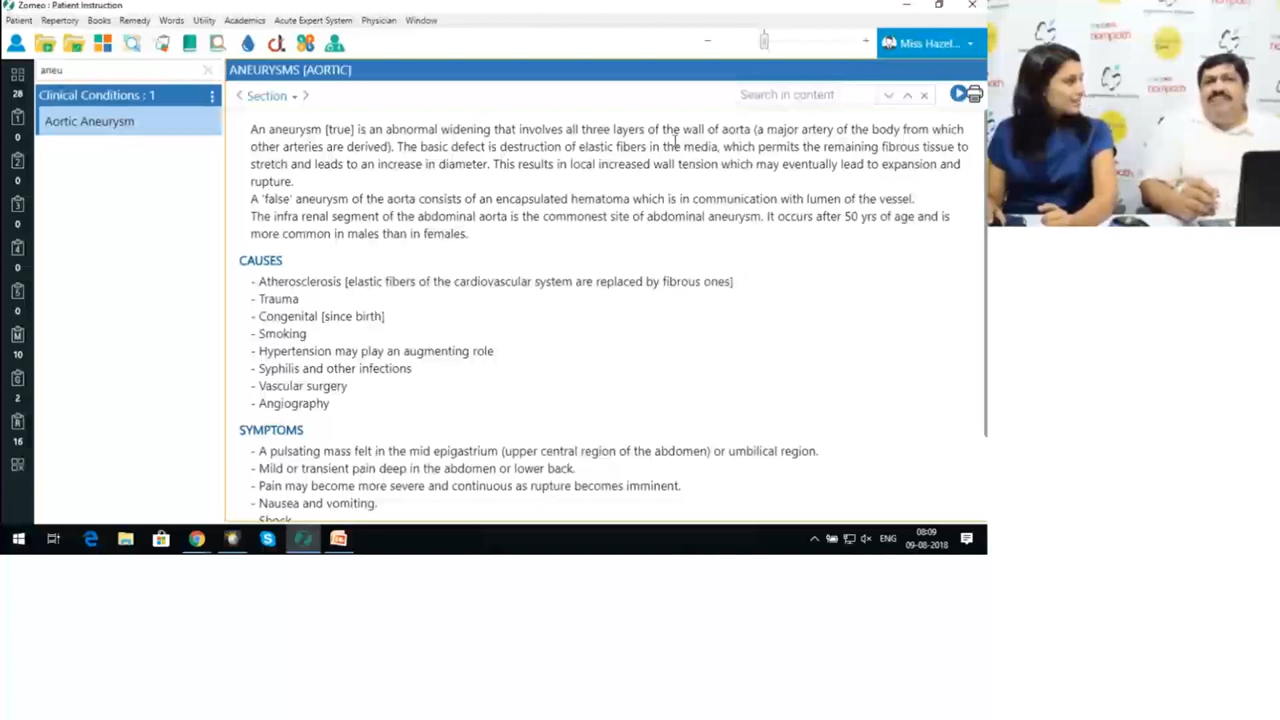 Zomeo : Patient Instruction
Patient Repertory Books Remedy Words Utility Academics Acute Expert System Physician Window
Miss Hazel...
aneu
ANEURYSMS [AORTIC]
Clinical Conditions : 1
Aortic Aneurysm
Section
Search in content
28
0
0
0
0
0
10
2
16
An aneurysm [true] is an abnormal widening that involves all three layers of the wall of aorta (a major artery of the body from which
other arteries are derived). The basic defect is destruction of elastic fibers in the media, which permits the remaining fibrous tissue to
stretch and leads to an increase in diameter. This results in local increased wall tension which may eventually lead to expansion and
rupture.
A 'false' aneurysm of the aorta consists of an encapsulated hematoma which is in communication with lumen of the vessel.
The infra renal segment of the abdominal aorta is the commonest site of abdominal aneurysm. It occurs after 50 yrs of age and is
more common in males than in females.
CAUSES
- Atherosclerosis [elastic fibers of the cardiovascular system are replaced by fibrous ones]
- Trauma
- Congenital [since birth]
- Smoking
- Hypertension may play an augmenting role
- Syphilis and other infections
- Vascular surgery
- Angiography
SYMPTOMS
- A pulsating mass felt in the mid epigastrium (upper central region of the abdomen) or umbilical region.
- Mild or transient pain deep in the abdomen or lower back.
- Pain may become more severe and continuous as rupture becomes imminent.
- Nausea and vomiting.
- Shock
ENG
08:09
09-08-2018